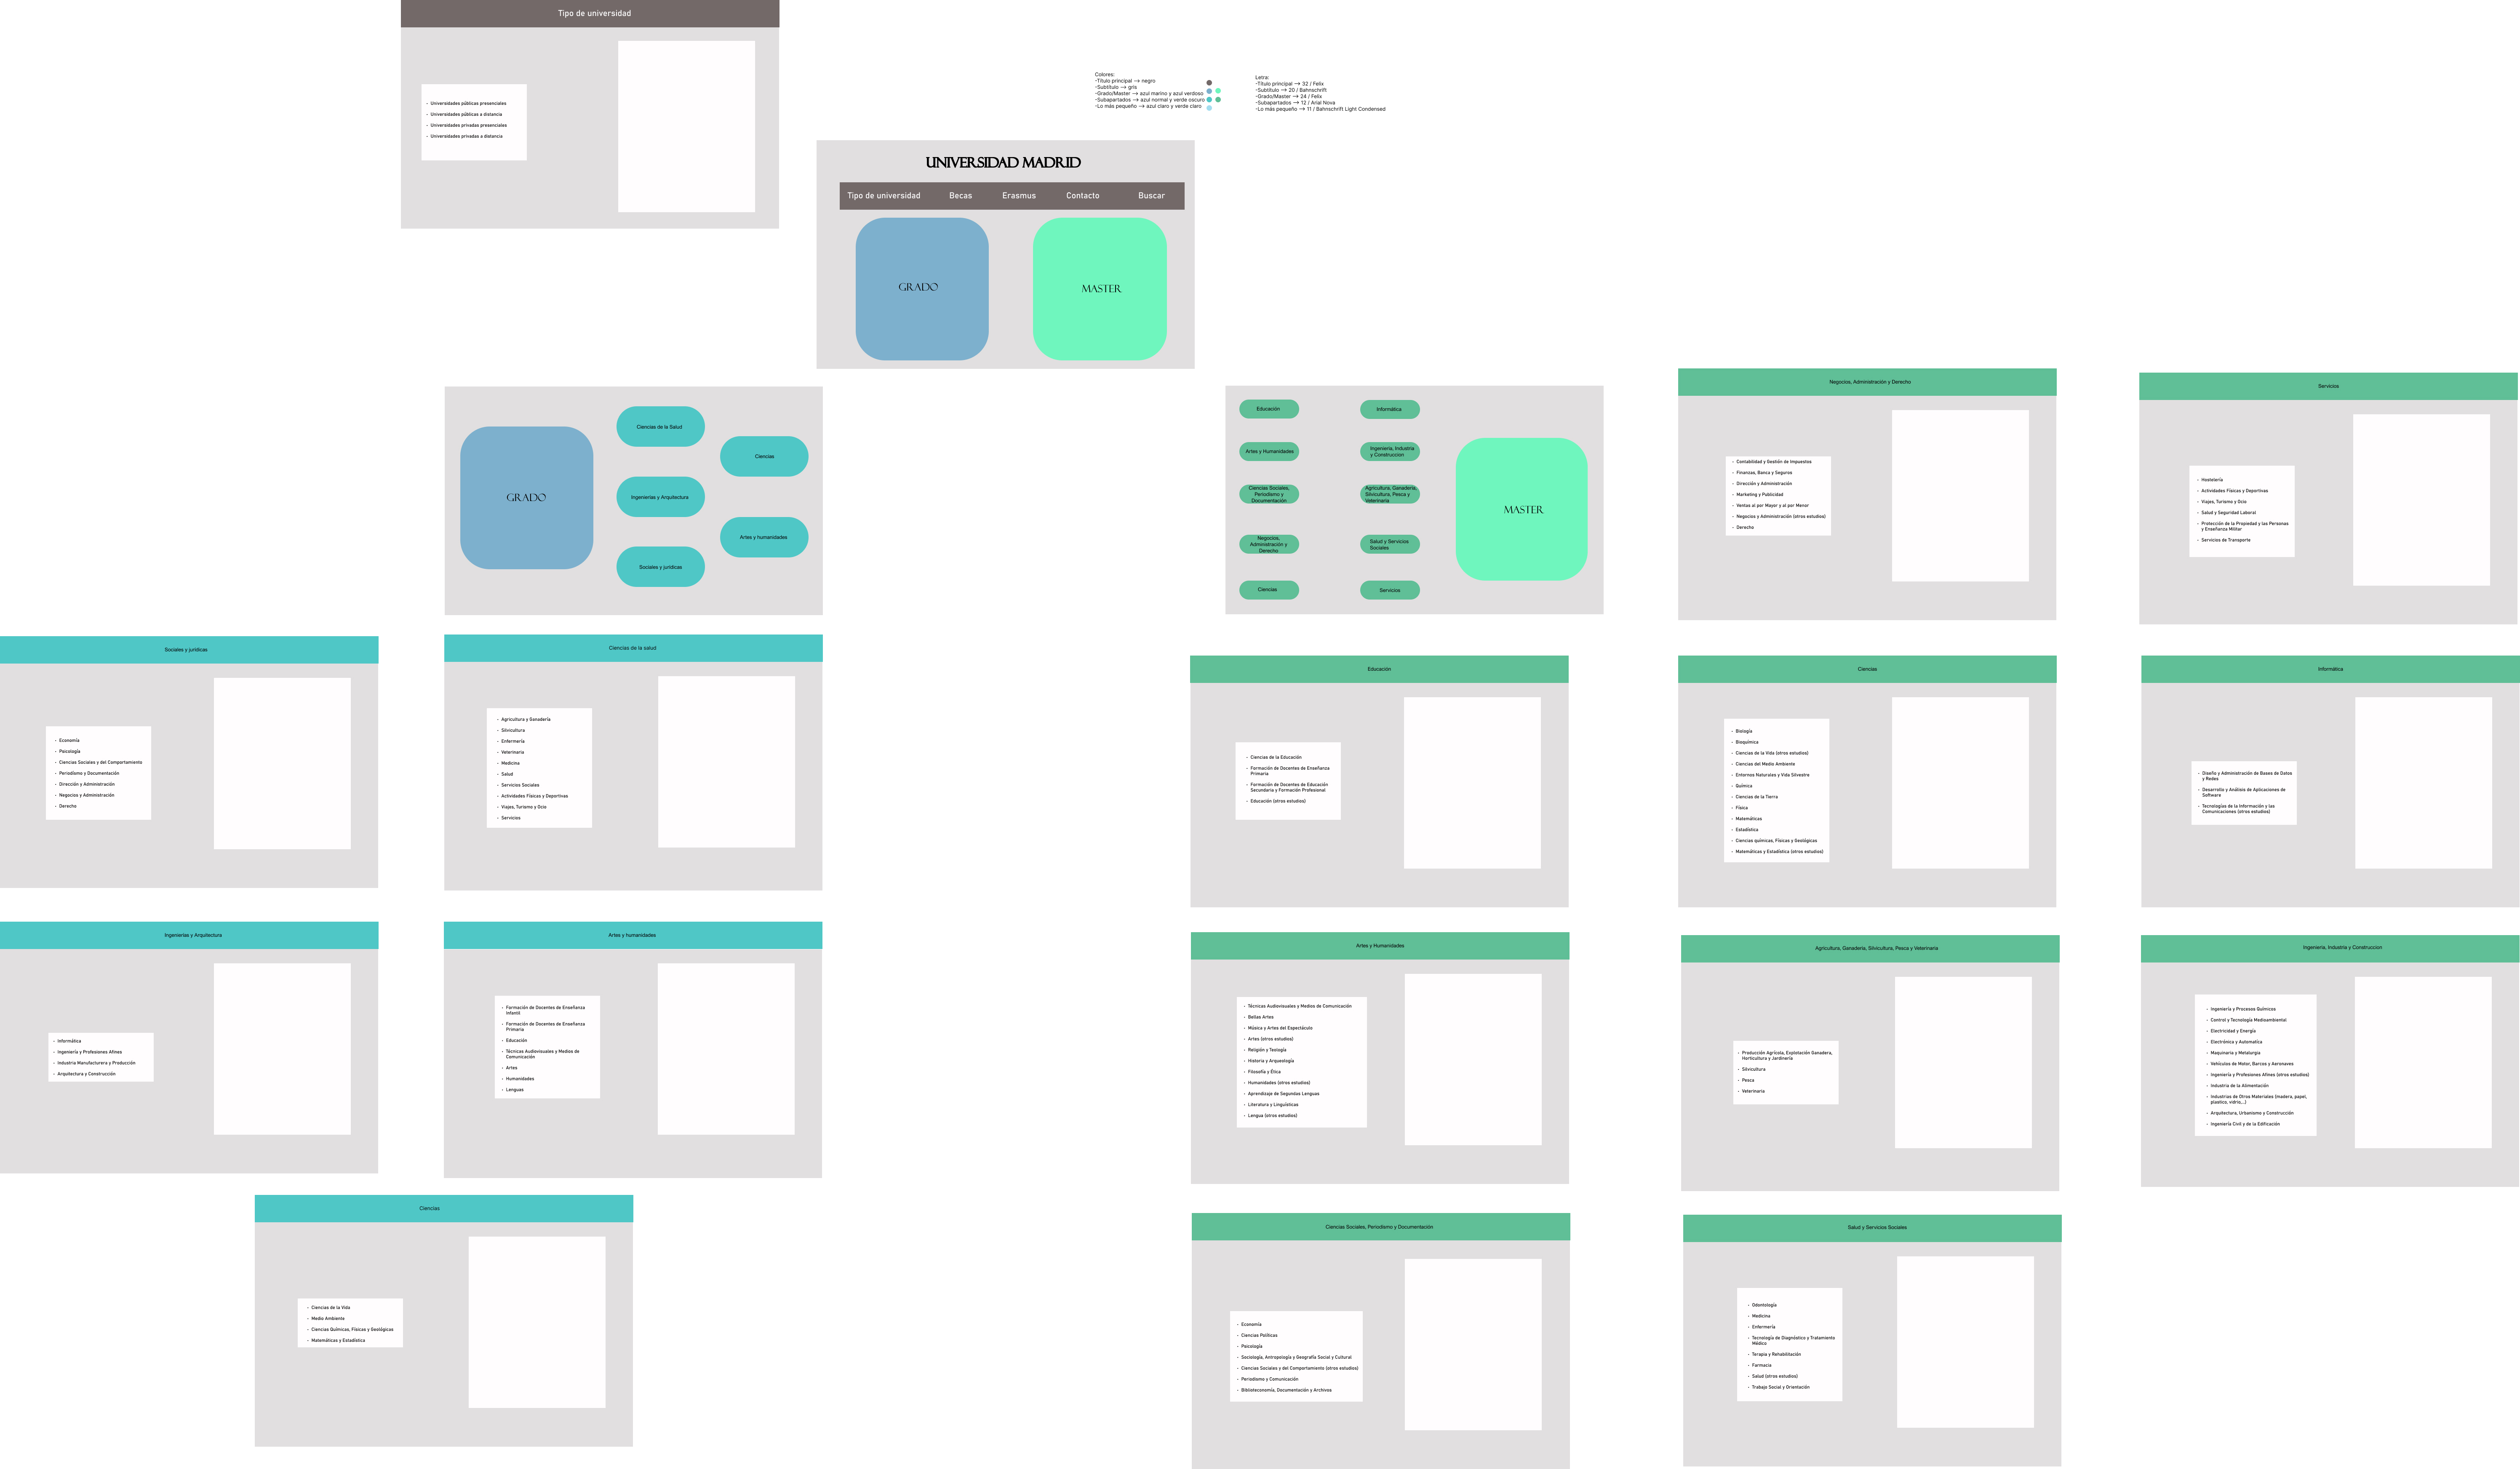 Tipo de universidad
- Universidades públicas presenciales
- Universidades públicas a distancia
- Universidades privadas presenciales
- Universidades privadas a distancia
Colores:
-Título principal --> negro
-Subtítulo --> gris
-Grado/Master --> azul marino y azul verdoso
-Subapartados --> azul normal y verde oscuro
-Lo más pequeño --> azul claro y verde claro
Letra:
-Título principal --> 32 / Felix
-Subtítulo --> 20 / Bahnschrift
-Grado/Master --> 24 / Felix
-Subapartados --> 12 / Arial Nova
-Lo más pequeño --> 11 / Bahnschrift Light Condensed
UNIVERSIDAD MADRID
Tipo de universidad Becas Erasmus Contacto Buscar
GRADO
MASTER
GRADO
Ciencias de la Salud
Ciencias
Ingenierías y Arquitectura
Artes y humanidades
Sociales y jurídicas
Educación
Informática
Artes y Humanidades
Ingenieria, Industria
y Construccion
Ciencias Sociales,
Periodismo y
Documentación
Agricultura, Ganaderia,
Silvicultura, Pesca y
Veterinaria
Negocios,
Administración y
Derecho
Salud y Servicios
Sociales
Ciencias
Servicios
MASTER
Negocios, Administración y Derecho
- Contabilidad y Gestión de Impuestos
- Finanzas, Banca y Seguros
- Dirección y Administración
- Marketing y Publicidad
- Ventas al por Mayor y al por Menor
- Negocios y Administración (otros estudios)
- Derecho
Servicios
- Hostelería
- Actividades Físicas y Deportivas
- Viajes, Turismo y Ocio
- Salud y Seguridad Laboral
- Protección de la Propiedad y las Personas
y Enseñanza Militar
- Servicios de Transporte
Sociales y jurídicas
- Economía
- Psicología
- Ciencias Sociales y del Comportamiento
- Periodismo y Documentación
- Dirección y Administración
- Negocios y Administración
- Derecho
Ciencias de la salud
- Agricultura y Ganadería
- Silvicultura
- Enfermería
- Veterinaria
- Medicina
- Salud
- Servicios Sociales
- Actividades Físicas y Deportivas
- Viajes, Turismo y Ocio
- Servicios
Educación
- Ciencias de la Educación
- Formación de Docentes de Enseñanza
Primaria
- Formación de Docentes de Educación
Secundaria y Formación Profesional
- Educación (otros estudios)
Ciencias
- Biología
- Bioquímica
- Ciencias de la Vida (otros estudios)
- Ciencias del Medio Ambiente
- Entornos Naturales y Vida Silvestre
- Química
- Ciencias de la Tierra
- Física
- Matemáticas
- Estadística
- Ciencias químicas, Físicas y Geológicas
- Matemáticas y Estadística (otros estudios)
Informática
- Diseño y Administración de Bases de Datos
y Redes
- Desarrollo y Análisis de Aplicaciones de
Software
- Tecnologías de la Información y las
Comunicaciones (otros estudios)
Ingenierías y Arquitectura
- Informática
- Ingeniería y Profesiones Afines
- Industria Manufacturera y Producción
- Arquitectura y Construcción
Artes y humanidades
- Formación de Docentes de Enseñanza
Infantil
- Formación de Docentes de Enseñanza
Primaria
- Educación
- Técnicas Audiovisuales y Medios de
Comunicación
- Artes
- Humanidades
- Lenguas
Artes y Humanidades
- Técnicas Audiovisuales y Medios de Comunicación
- Bellas Artes
- Música y Artes del Espectáculo
- Artes (otros estudios)
- Religión y Teología
- Historia y Arqueología
- Filosofía y Ética
- Humanidades (otros estudios)
- Aprendizaje de Segundas Lenguas
- Literatura y Linguísticas
- Lengua (otros estudios)
Agricultura, Ganaderia, Silvicultura, Pesca y Veterinaria
- Producción Agrícola, Explotación Ganadera,
Horticultura y Jardinería
- Silvicultura
- Pesca
- Veterinaria
Ingenieria, Industria y Construccion
- Ingeniería y Procesos Químicos
- Control y Tecnología Medioambiental
- Electricidad y Energía
- Electrónica y Automatica
- Maquinaria y Metalurgia
- Vehículos de Motor, Barcos y Aeronaves
- Ingeniería y Profesiones Afines (otros estudios)
- Industria de la Alimentación
- Industrias de Otros Materiales (madera, papel,
plastico, vidrio,...)
- Arquitectura, Urbanismo y Construcción
- Ingeniería Civil y de la Edificación
Ciencias
- Ciencias de la Vida
- Medio Ambiente
- Ciencias Químicas, Físicas y Geológicas
- Matemáticas y Estadística
Ciencias Sociales, Periodismo y Documentación
- Economía
- Ciencias Políticas
- Psicología
- Sociología, Antropología y Geografía Social y Cultural
- Ciencias Sociales y del Comportamiento (otros estudios)
- Periodismo y Comunicación
- Biblioteconomía, Documentación y Archivos
Salud y Servicios Sociales
- Odontología
- Medicina
- Enfermería
- Tecnología de Diagnóstico y Tratamiento
Médico
- Terapia y Rehabilitación
- Farmacia
- Salud (otros estudios)
- Trabajo Social y Orientación